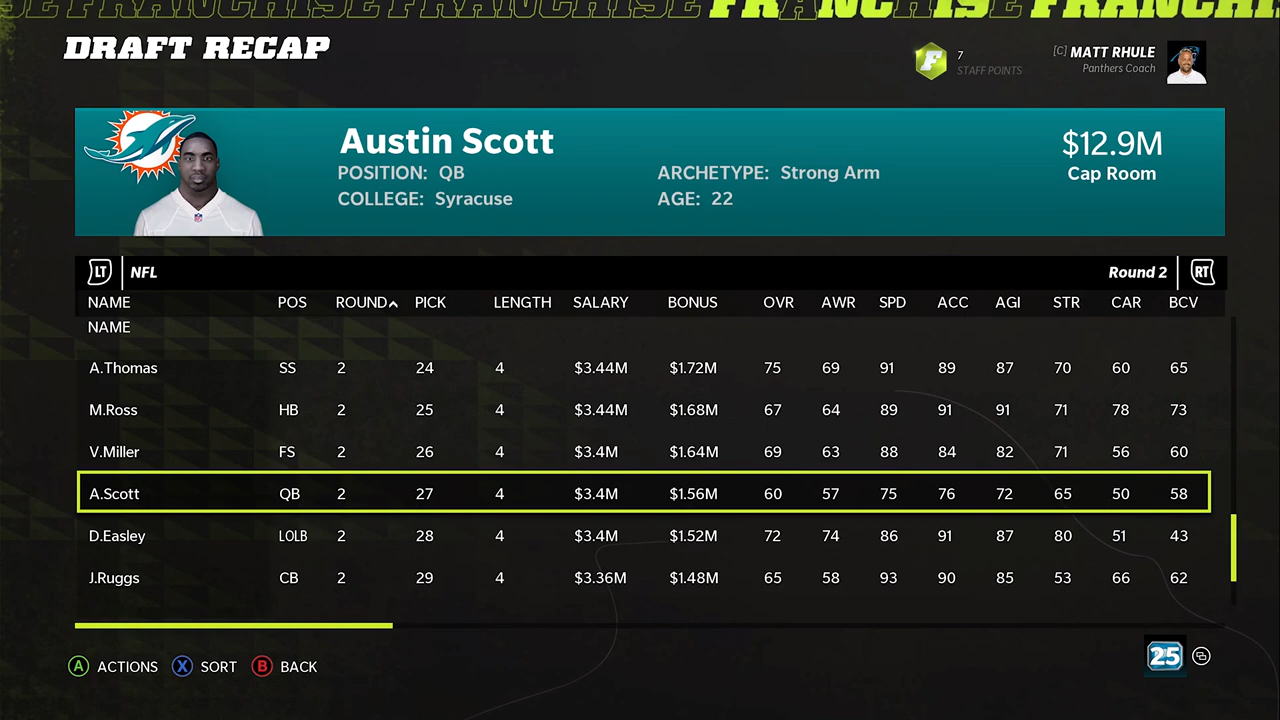 FRANCHISE FRANCHISE FRANCHISE FRANCHISE
DRAFT RECAP
F
7
STAFF POINTS
[C] MATT RHULE
Panthers Coach
Austin Scott
POSITION: QB
ARCHETYPE: Strong Arm
COLLEGE: Syracuse
AGE: 22
$12.9M
Cap Room
LT NFL Round 2 RT
NAME POS ROUND PICK LENGTH SALARY BONUS OVR AWR SPD ACC AGI STR CAR BCV
NAME
A.Thomas SS 2 24 4 $3.44M $1.72M 75 69 91 89 87 70 60 65
M.Ross HB 2 25 4 $3.44M $1.68M 67 64 89 91 91 71 78 73
V.Miller FS 2 26 4 $3.4M $1.64M 69 63 88 84 82 71 56 60
A.Scott QB 2 27 4 $3.4M $1.56M 60 57 75 76 72 65 50 58
D.Easley LOLB 2 28 4 $3.4M $1.52M 72 74 86 91 87 80 51 43
J.Ruggs CB 2 29 4 $3.36M $1.48M 65 58 93 90 85 53 66 62
A ACTIONS X SORT B BACK
25